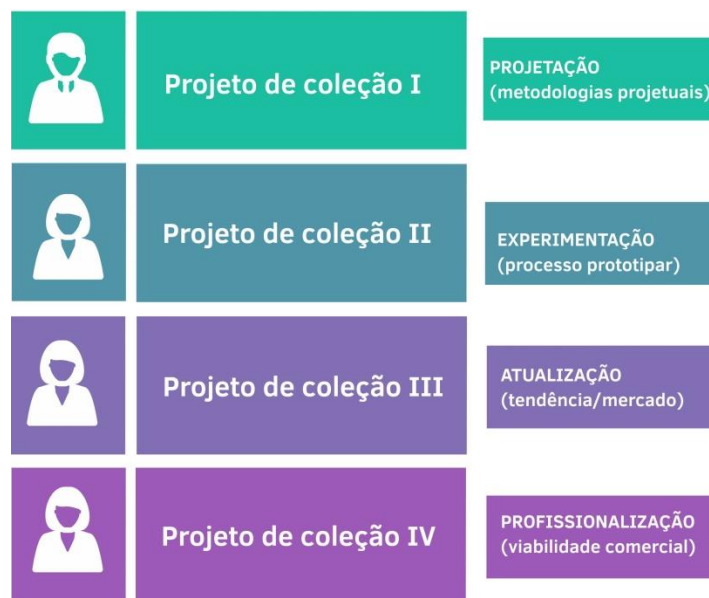 Projeto de coleção I
PROJETAÇÃO
(metodologias projetuais)
Projeto de coleção II
EXPERIMENTAÇÃO
(processo prototipar)
Projeto de coleção III
ATUALIZAÇÃO
(tendência/mercado)
Projeto de coleção IV
PROFISSIONALIZAÇÃO
(viabilidade comercial)